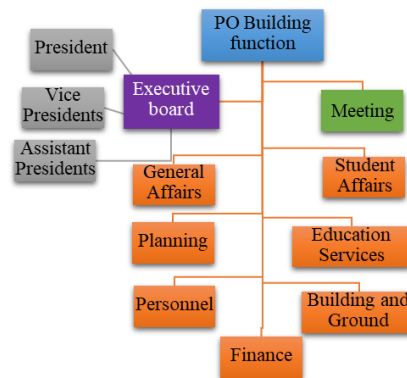 PO Building
function
President
Executive
board
Vice
Presidents
Meeting
Assistant
Presidents
General
Affairs
Student
Affairs
Planning
Education
Services
Personnel
Building and
Ground
Finance